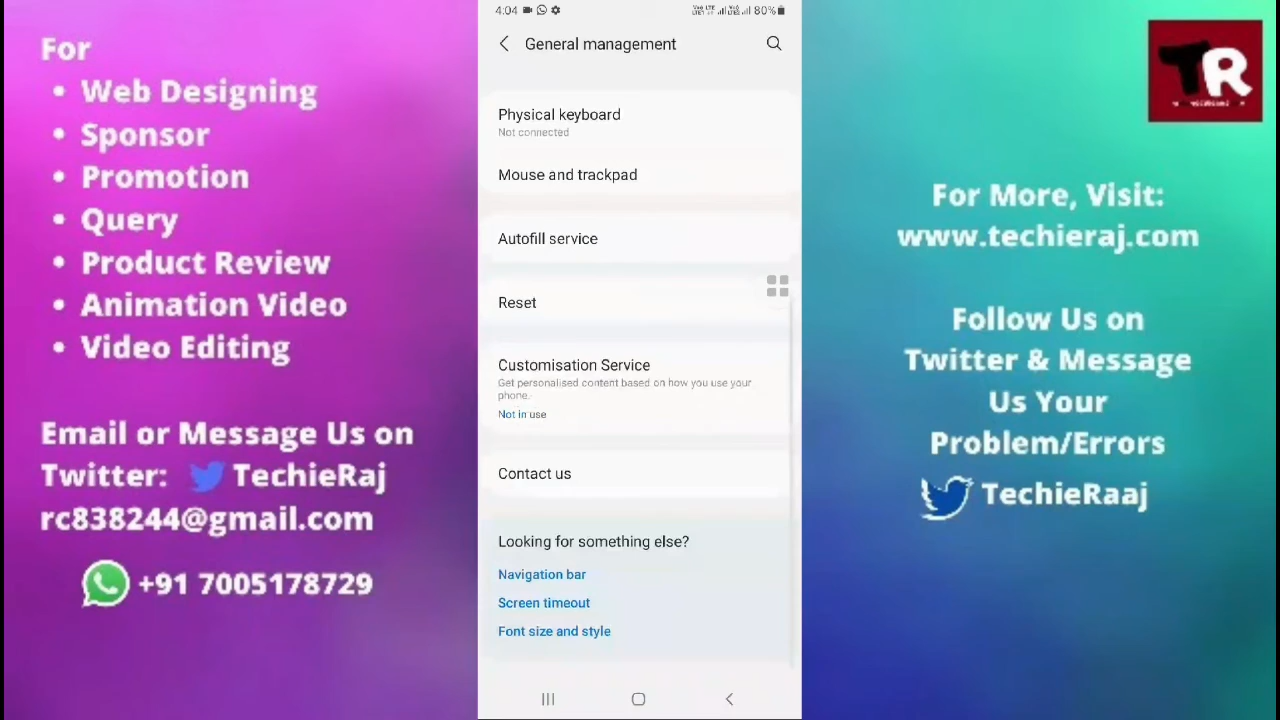 For
• Web Designing
• Sponsor
• Promotion
• Query
• Product Review
• Animation Video
• Video Editing
Email or Message Us on
Twitter: TechieRaj
rc838244@gmail.com
+91 7005178729
4:04
80%
General management
Physical keyboard
Not connected
Mouse and trackpad
Autofill service
Reset
Customisation Service
Get personalised content based on how you use your
phone.
Not in use
Contact us
Looking for something else?
Navigation bar
Screen timeout
Font size and style
TR
For More, Visit:
www.techieraj.com
Follow Us on
Twitter & Message
Us Your
Problem/Errors
TechieRaaj